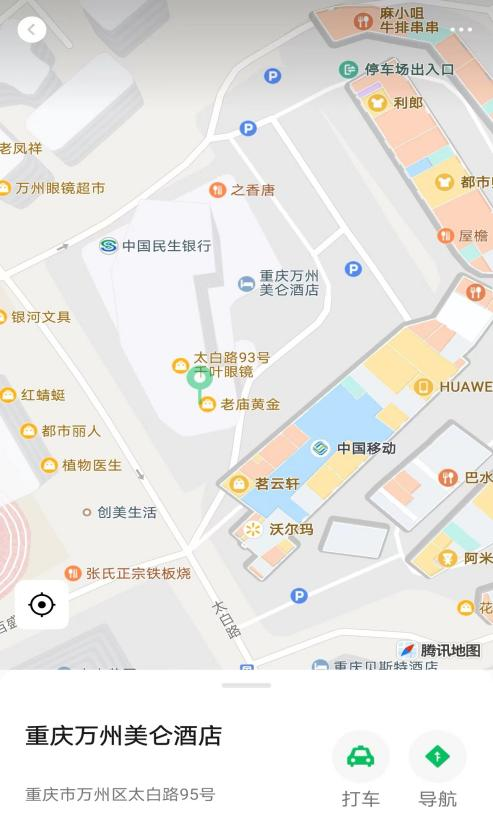 麻小咀
牛排串串
停车场出入口
利郎
老凤祥
都市
万州眼镜超市
之香唐
屋檐
中国民生银行
重庆万州
美仑酒店
银河文具
太白路93号
千叶眼镜
HUAWE
红蜻蜓
老庙黄金
都市丽人
中国移动
植物医生
巴水
茗云轩
创美生活
沃尔玛
阿米
张氏正宗铁板烧
花
太白路
百盛
腾讯地图
重庆贝斯特酒店
重庆万州美仑酒店
重庆市万州区太白路95号
打车
导航